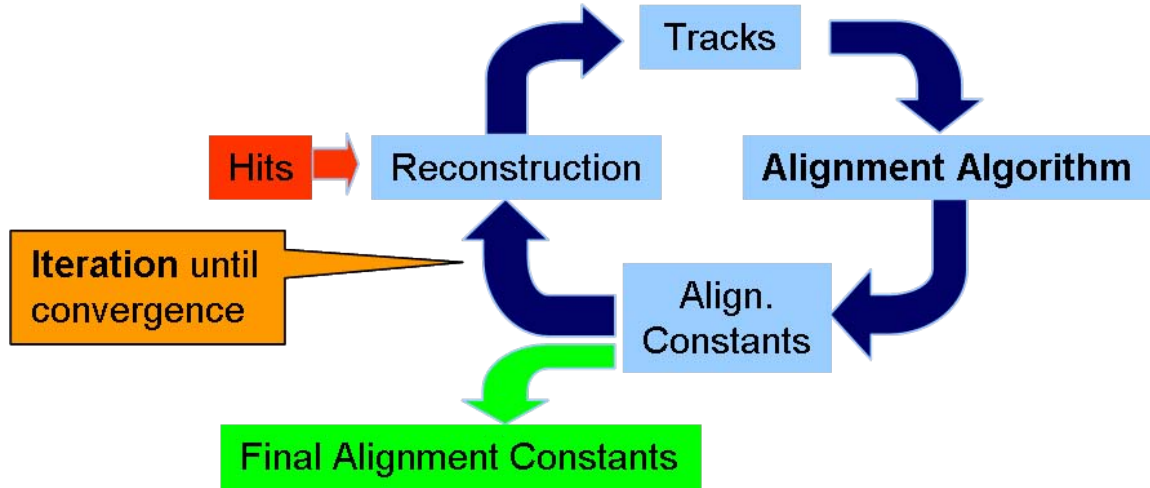 Tracks
Hits
Reconstruction
Alignment Algorithm
Iteration until
convergence
Align.
Constants
Final Alignment Constants